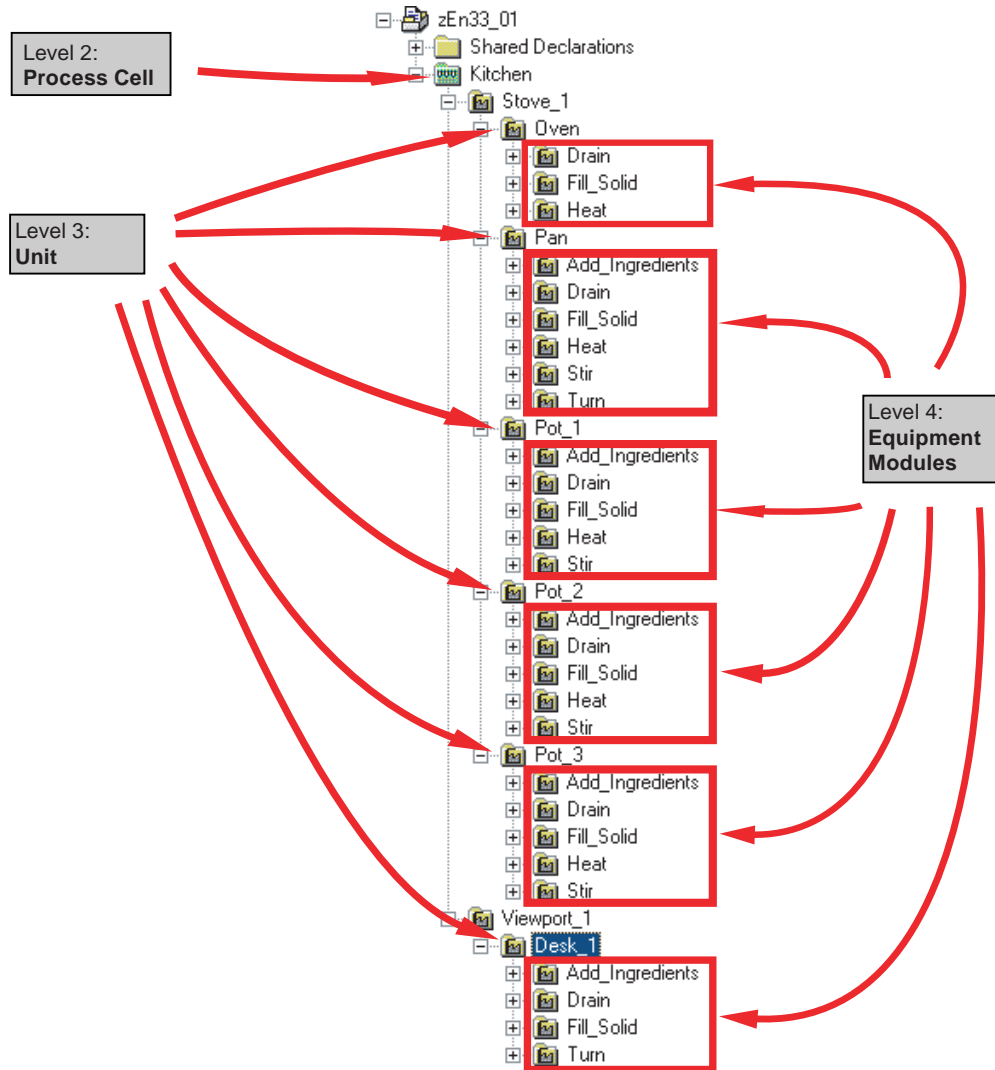 zEn33_01
Shared Declarations
Level 2:
Process Cell
Kitchen
Stove_1
Oven
Drain
Fill_Solid
Heat
Level 3:
Unit
Pan
Add_Ingredients
Drain
Fill_Solid
Heat
Stir
Turn
Level 4:
Equipment
Modules
Pot_1
Add_Ingredients
Drain
Fill_Solid
Heat
Stir
Pot_2
Add_Ingredients
Drain
Fill_Solid
Heat
Stir
Pot_3
Add_Ingredients
Drain
Fill_Solid
Heat
Stir
Viewport_1
Desk_1
Add_Ingredients
Drain
Fill_Solid
Turn